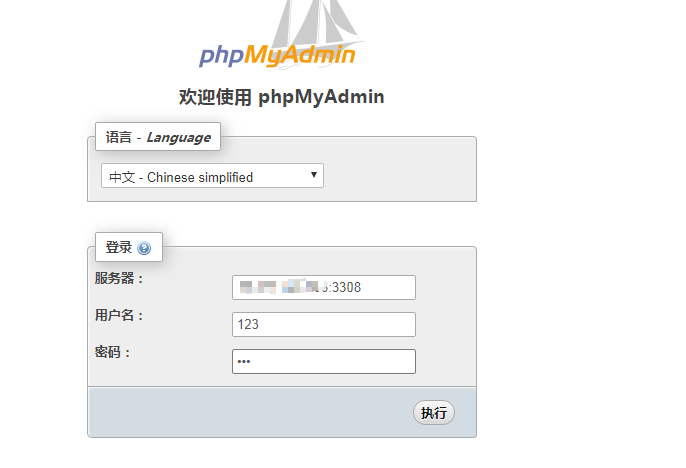 phpMyAdmin
欢迎使用 phpMyAdmin
语言 - Language
中文 - Chinese simplified
登录
服务器：
:3308
用户名：
123
密码：
•••
执行